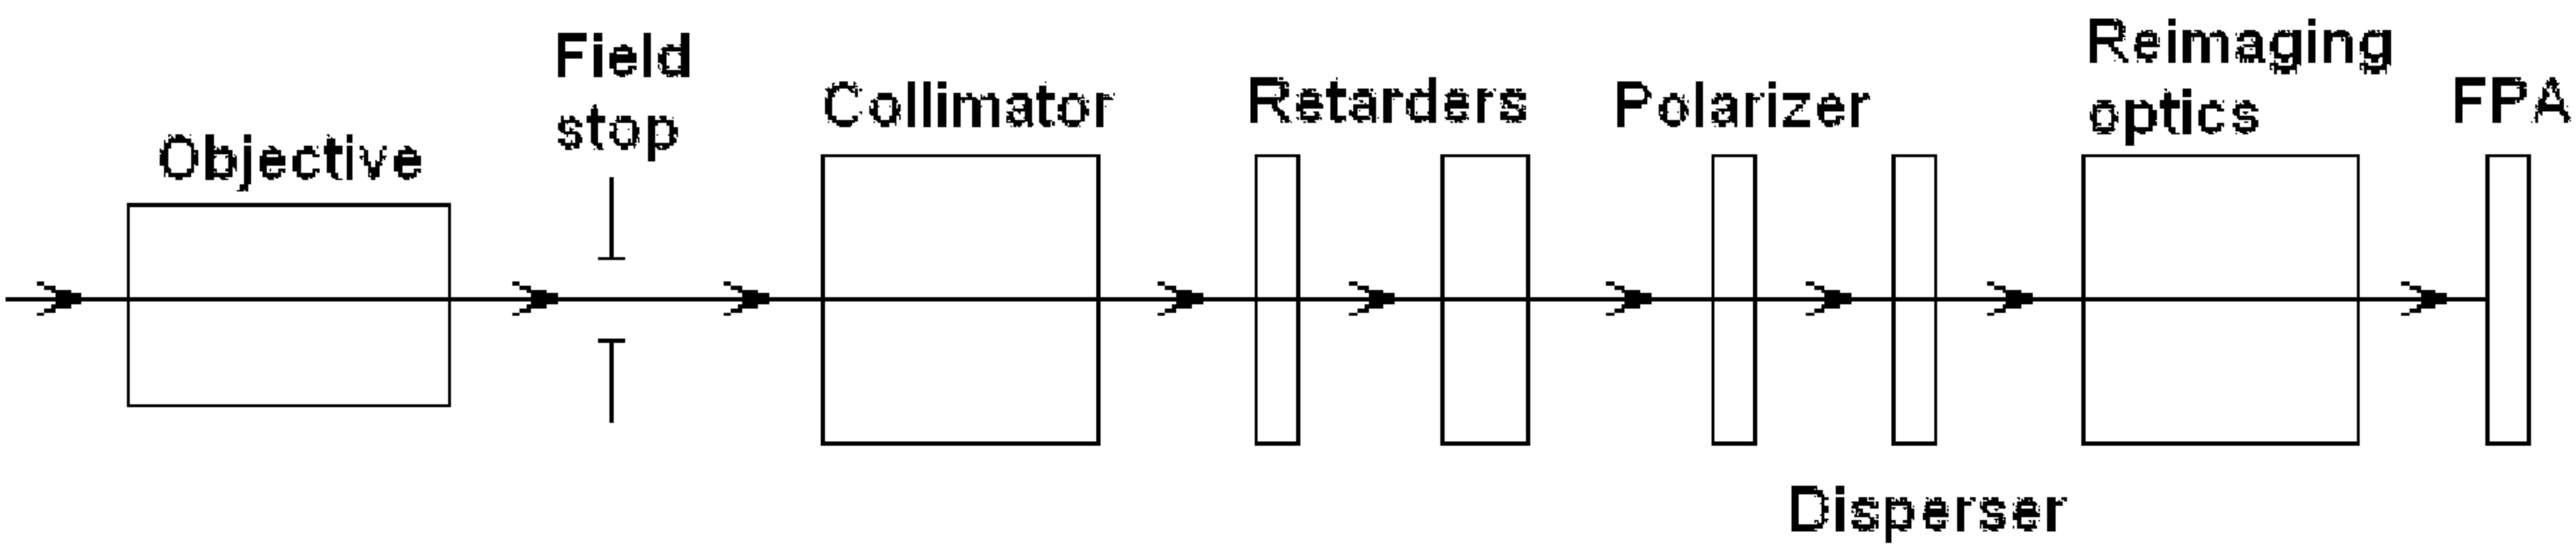 Objective
Field
stop
Collimator
Retarders
Polarizer
Disperser
Reimaging
optics
FPA